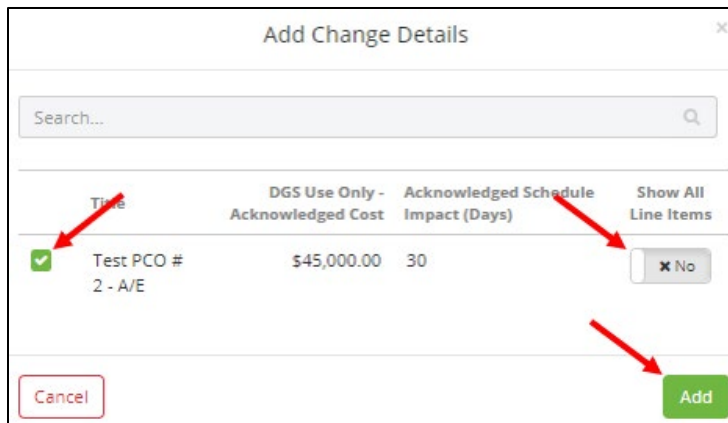 Add Change Details
×
Search...
Title
DGS Use Only -
Acknowledged Cost
Acknowledged Schedule
Impact (Days)
Show All
Line Items
Test PCO #
2 - A/E
$45,000.00
30
No
Cancel
Add